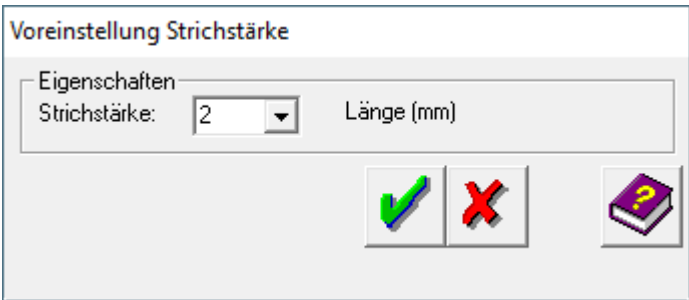 Voreinstellung Strichstärke
Eigenschaften
Strichstärke: 2 Länge (mm)
?